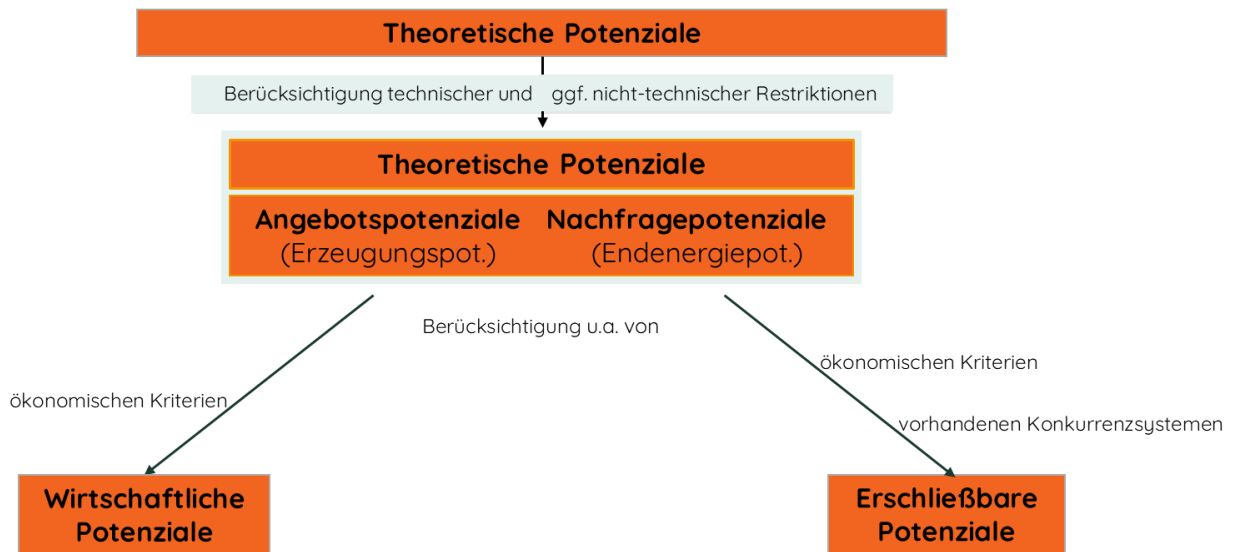 Theoretische Potenziale
Berücksichtigung technischer und ggf. nicht-technischer Restriktionen
Theoretische Potenziale
Angebotspotenziale Nachfragepotenziale
(Erzeugungspot.) (Endenergiepot.)
Berücksichtigung u.a. von
ökonomischen Kriterien
ökonomischen Kriterien
vorhandenen Konkurrenzsystemen
Wirtschaftliche
Potenziale
Erschließbare
Potenziale